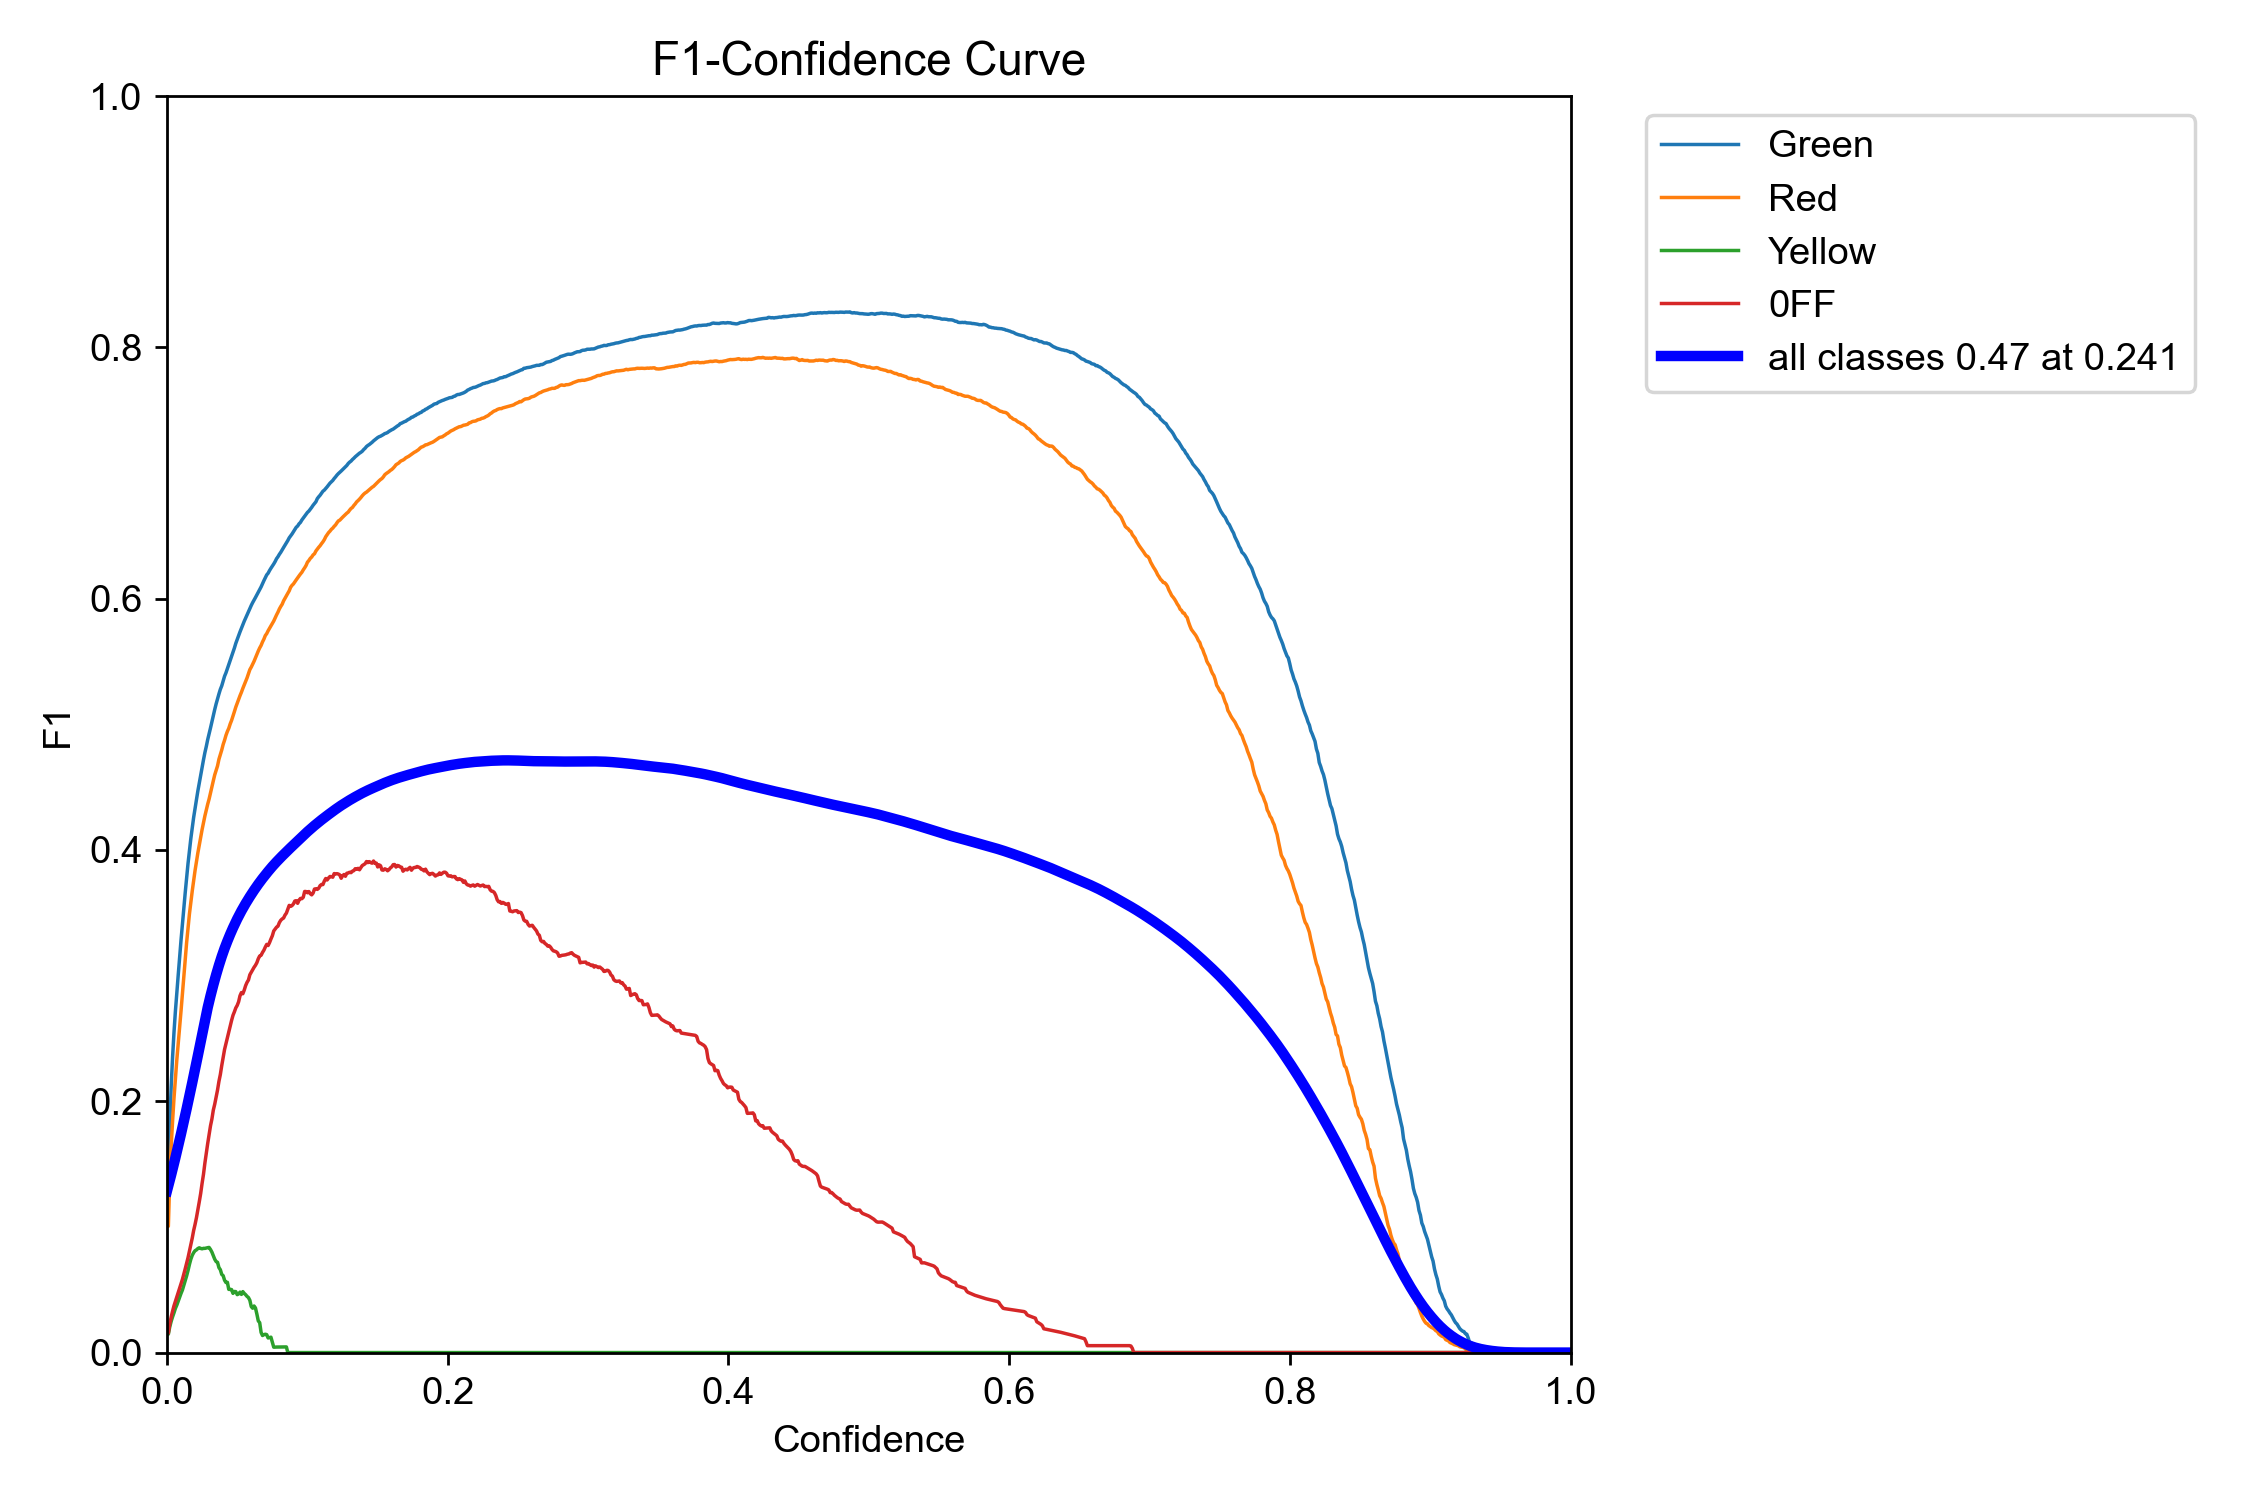 F1-Confidence Curve
1.0
0.8
0.6
0.4
0.2
0.0
F1
0.0 0.2 0.4 0.6 0.8 1.0
Confidence
Green
Red
Yellow
0FF
all classes 0.47 at 0.241